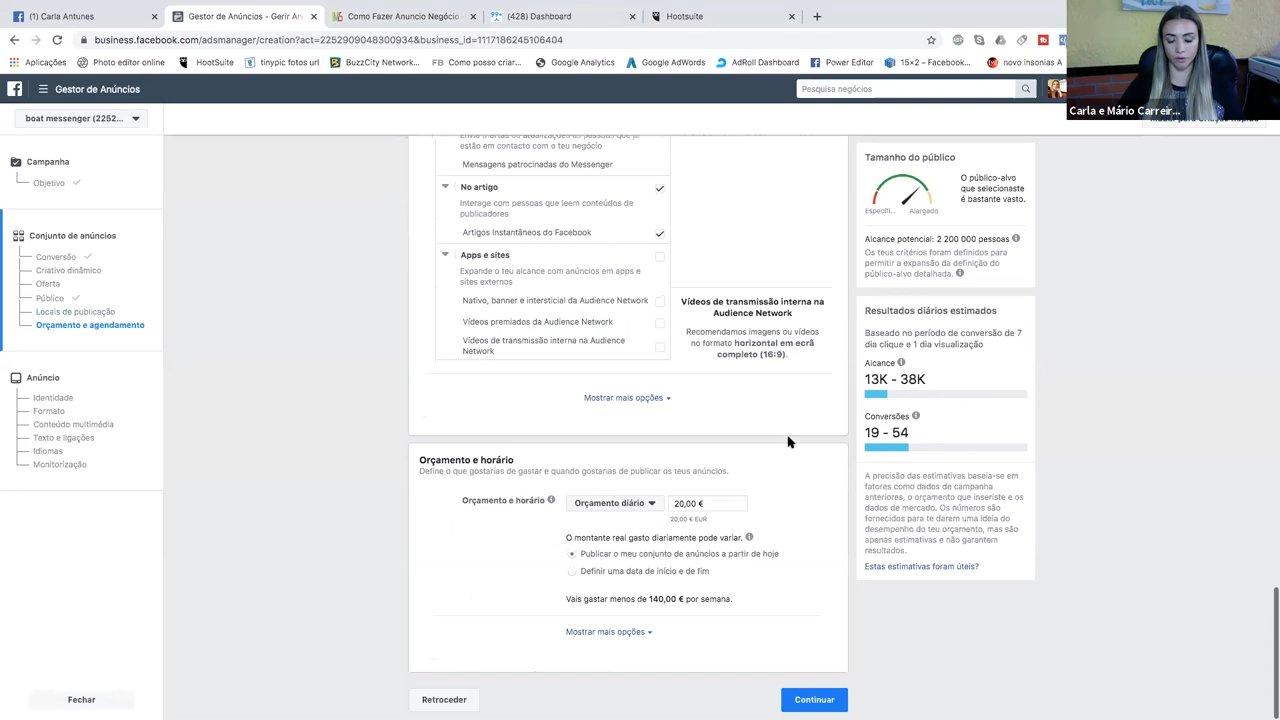 (1) Carla Antunes
Gestor de Anúncios - Gerir An
Como Fazer Anuncio Negócio
(428) Dashboard
Hootsuite
business.facebook.com/adsmanager/creation?act=2252909048300934&business_id=1117186245106404
Aplicações
Photo editor online
HootSuite
tinypic fotos url
BuzzCity Network...
Como posso criar...
Google Analytics
Google AdWords
AdRoll Dashboard
Power Editor
15×2 – Facebook...
novo insonias A
Carla e Mário Carreir...
Gestor de Anúncios
Pesquisa negócios
boat messenger (2252...
Campanha
Objetivo
Conjunto de anúncios
Conversão
Criativo dinâmico
Oferta
Público
Locais de publicação
Orçamento e agendamento
Anúncio
Identidade
Formato
Conteúdo multimédia
Texto e ligações
Idiomas
Monitorização
Fechar
estão em contacto com o teu negócio
Mensagens patrocinadas do Messenger
No artigo
Interage com pessoas que leem conteúdos de
publicadores
Artigos Instantâneos do Facebook
Apps e sites
Expande o teu alcance com anúncios em apps e
sites externos
Nativo, banner e intersticial da Audience Network
Vídeos premiados da Audience Network
Vídeos de transmissão interna na Audience
Network
Vídeos de transmissão interna na
Audience Network
Recomendamos imagens ou vídeos
no formato horizontal em ecrã
completo (16:9).
Mostrar mais opções
Orçamento e horário
Define o que gostarias de gastar e quando gostarias de publicar os teus anúncios.
Orçamento e horário
Orçamento diário
20,00 €
20,00 € EUR
O montante real gasto diariamente pode variar.
Publicar o meu conjunto de anúncios a partir de hoje
Definir uma data de início e de fim
Vais gastar menos de 140,00 € por semana.
Mostrar mais opções
Retroceder
Continuar
Tamanho do público
Específi...
Alargado
O público-alvo
que selecionaste
é bastante vasto.
Alcance potencial: 2 200 000 pessoas
Os teus critérios foram definidos para
permitir a expansão da definição do
público-alvo detalhada.
Resultados diários estimados
Baseado no período de conversão de 7
dia clique e 1 dia visualização
Alcance
13K - 38K
Conversões
19 - 54
A precisão das estimativas baseia-se
em fatores como dados de campanha
anteriores, o orçamento que inseriste e os
dados de mercado. Os números são
fornecidos para te darem uma ideia do
desempenho do teu orçamento, mas são
apenas estimativas e não garantem
resultados.
Estas estimativas foram úteis?